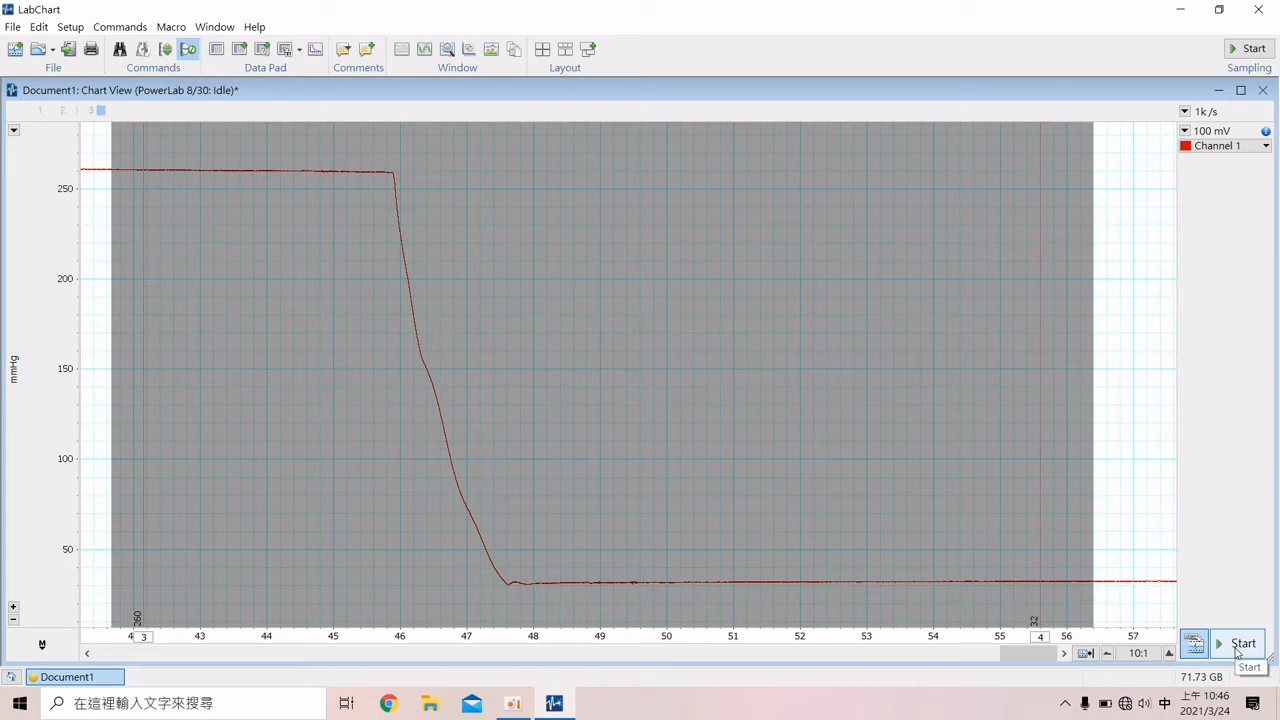 LabChart
File Edit Setup Commands Macro Window Help
Start
File Commands Data Pad Comments Window Layout Sampling
Document1: Chart View (PowerLab 8/30: Idle)*
1 2 3
1k /s
100 mV
Channel 1
250
200
150
100
50
mmHg
260
32
43 44 45 46 47 48 49 50 51 52 53 54 55 56 57
3 4
10:1
Start
Start
Document1
71.73 GB
在這裡輸入文字來搜尋
中
上午 10:46
2021/3/24